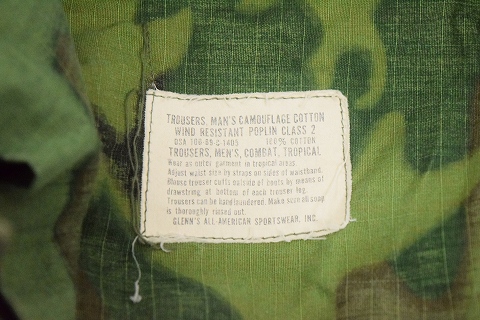 TROUSERS, MAN'S CAMOUFLAGE COTTON
WIND RESISTANT POPLIN CLASS 2
DSA 100-69-C-1405 100% COTTON
TROUSERS, MEN'S, COMBAT, TROPICAL
Wear as outer garment in tropical areas
Adjust waist size by straps on sides of waistband.
Blouse trouser cuffs outside of boots by means of
drawstring at bottom of each trouser leg.
Trousers can be hand laundered. Make sure all soap
is thoroughly rinsed out.
GLENN'S ALL AMERICAN SPORTSWEAR, INC.